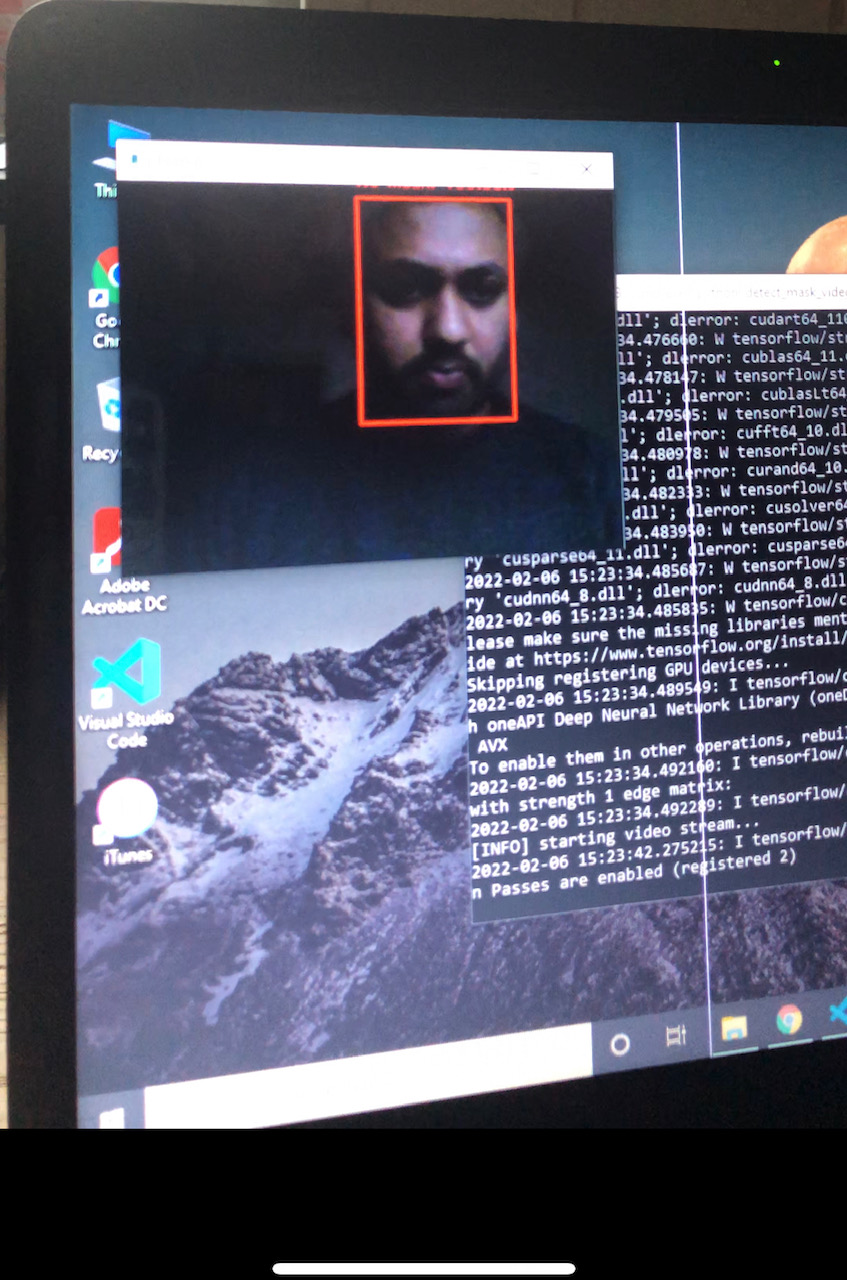 Thi
Go
Chr
Recy
Adobe
Acrobat DC
Visual Studio
Code
iTunes
detect_mask_vide
dll'; dlerror: cudart64_110
34.476660: W tensorflow/str
ll'; dlerror: cublas64_11.
34.478147: W tensorflow/st
.dll'; dlerror: cublasLt64
34.479505: W tensorflow/st
l'; dlerror: cufft64_10.dl
34.480978: W tensorflow/st
ll'; dlerror: curand64_10.
34.482333: W tensorflow/st
.dll'; dlerror: cusolver64
34.483950: W tensorflow/st
ry 'cusparse64_11.dll'; dlerror: cusparse64
2022-02-06 15:23:34.485687: W tensorflow/st
ry 'cudnn64_8.dll'; dlerror: cudnn64_8.dll
2022-02-06 15:23:34.485835: W tensorflow/c
lease make sure the missing libraries ment
ide at https://www.tensorflow.org/install/
Skipping registering GPU devices...
2022-02-06 15:23:34.489549: I tensorflow/c
h oneAPI Deep Neural Network Library (oneD
AVX
To enable them in other operations, rebuil
2022-02-06 15:23:34.492160: I tensorflow/
with strength 1 edge matrix:
2022-02-06 15:23:34.492289: I tensorflow/
[INFO] starting video stream...
2022-02-06 15:23:42.275215: I tensorflow/
n Passes are enabled (registered 2)